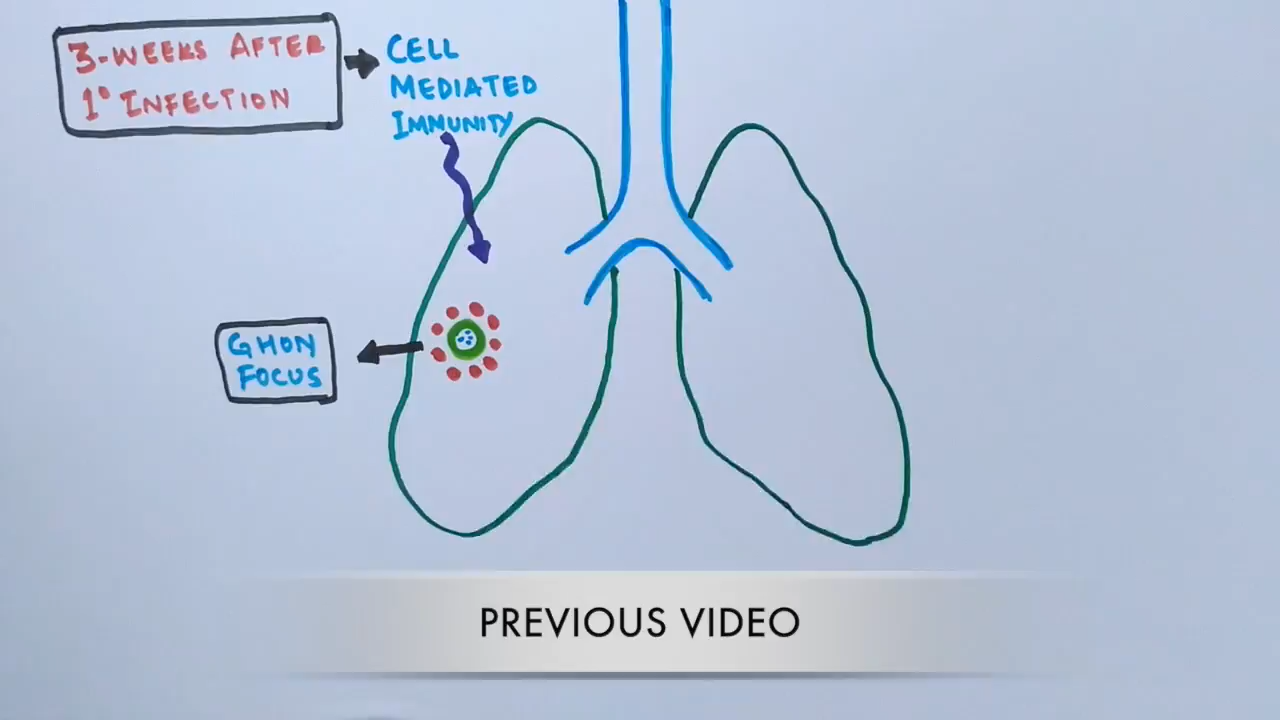 3-WEEKS AFTER
1° INFECTION
CELL
MEDIATED
IMMUNITY
GHON
FOCUS
PREVIOUS VIDEO